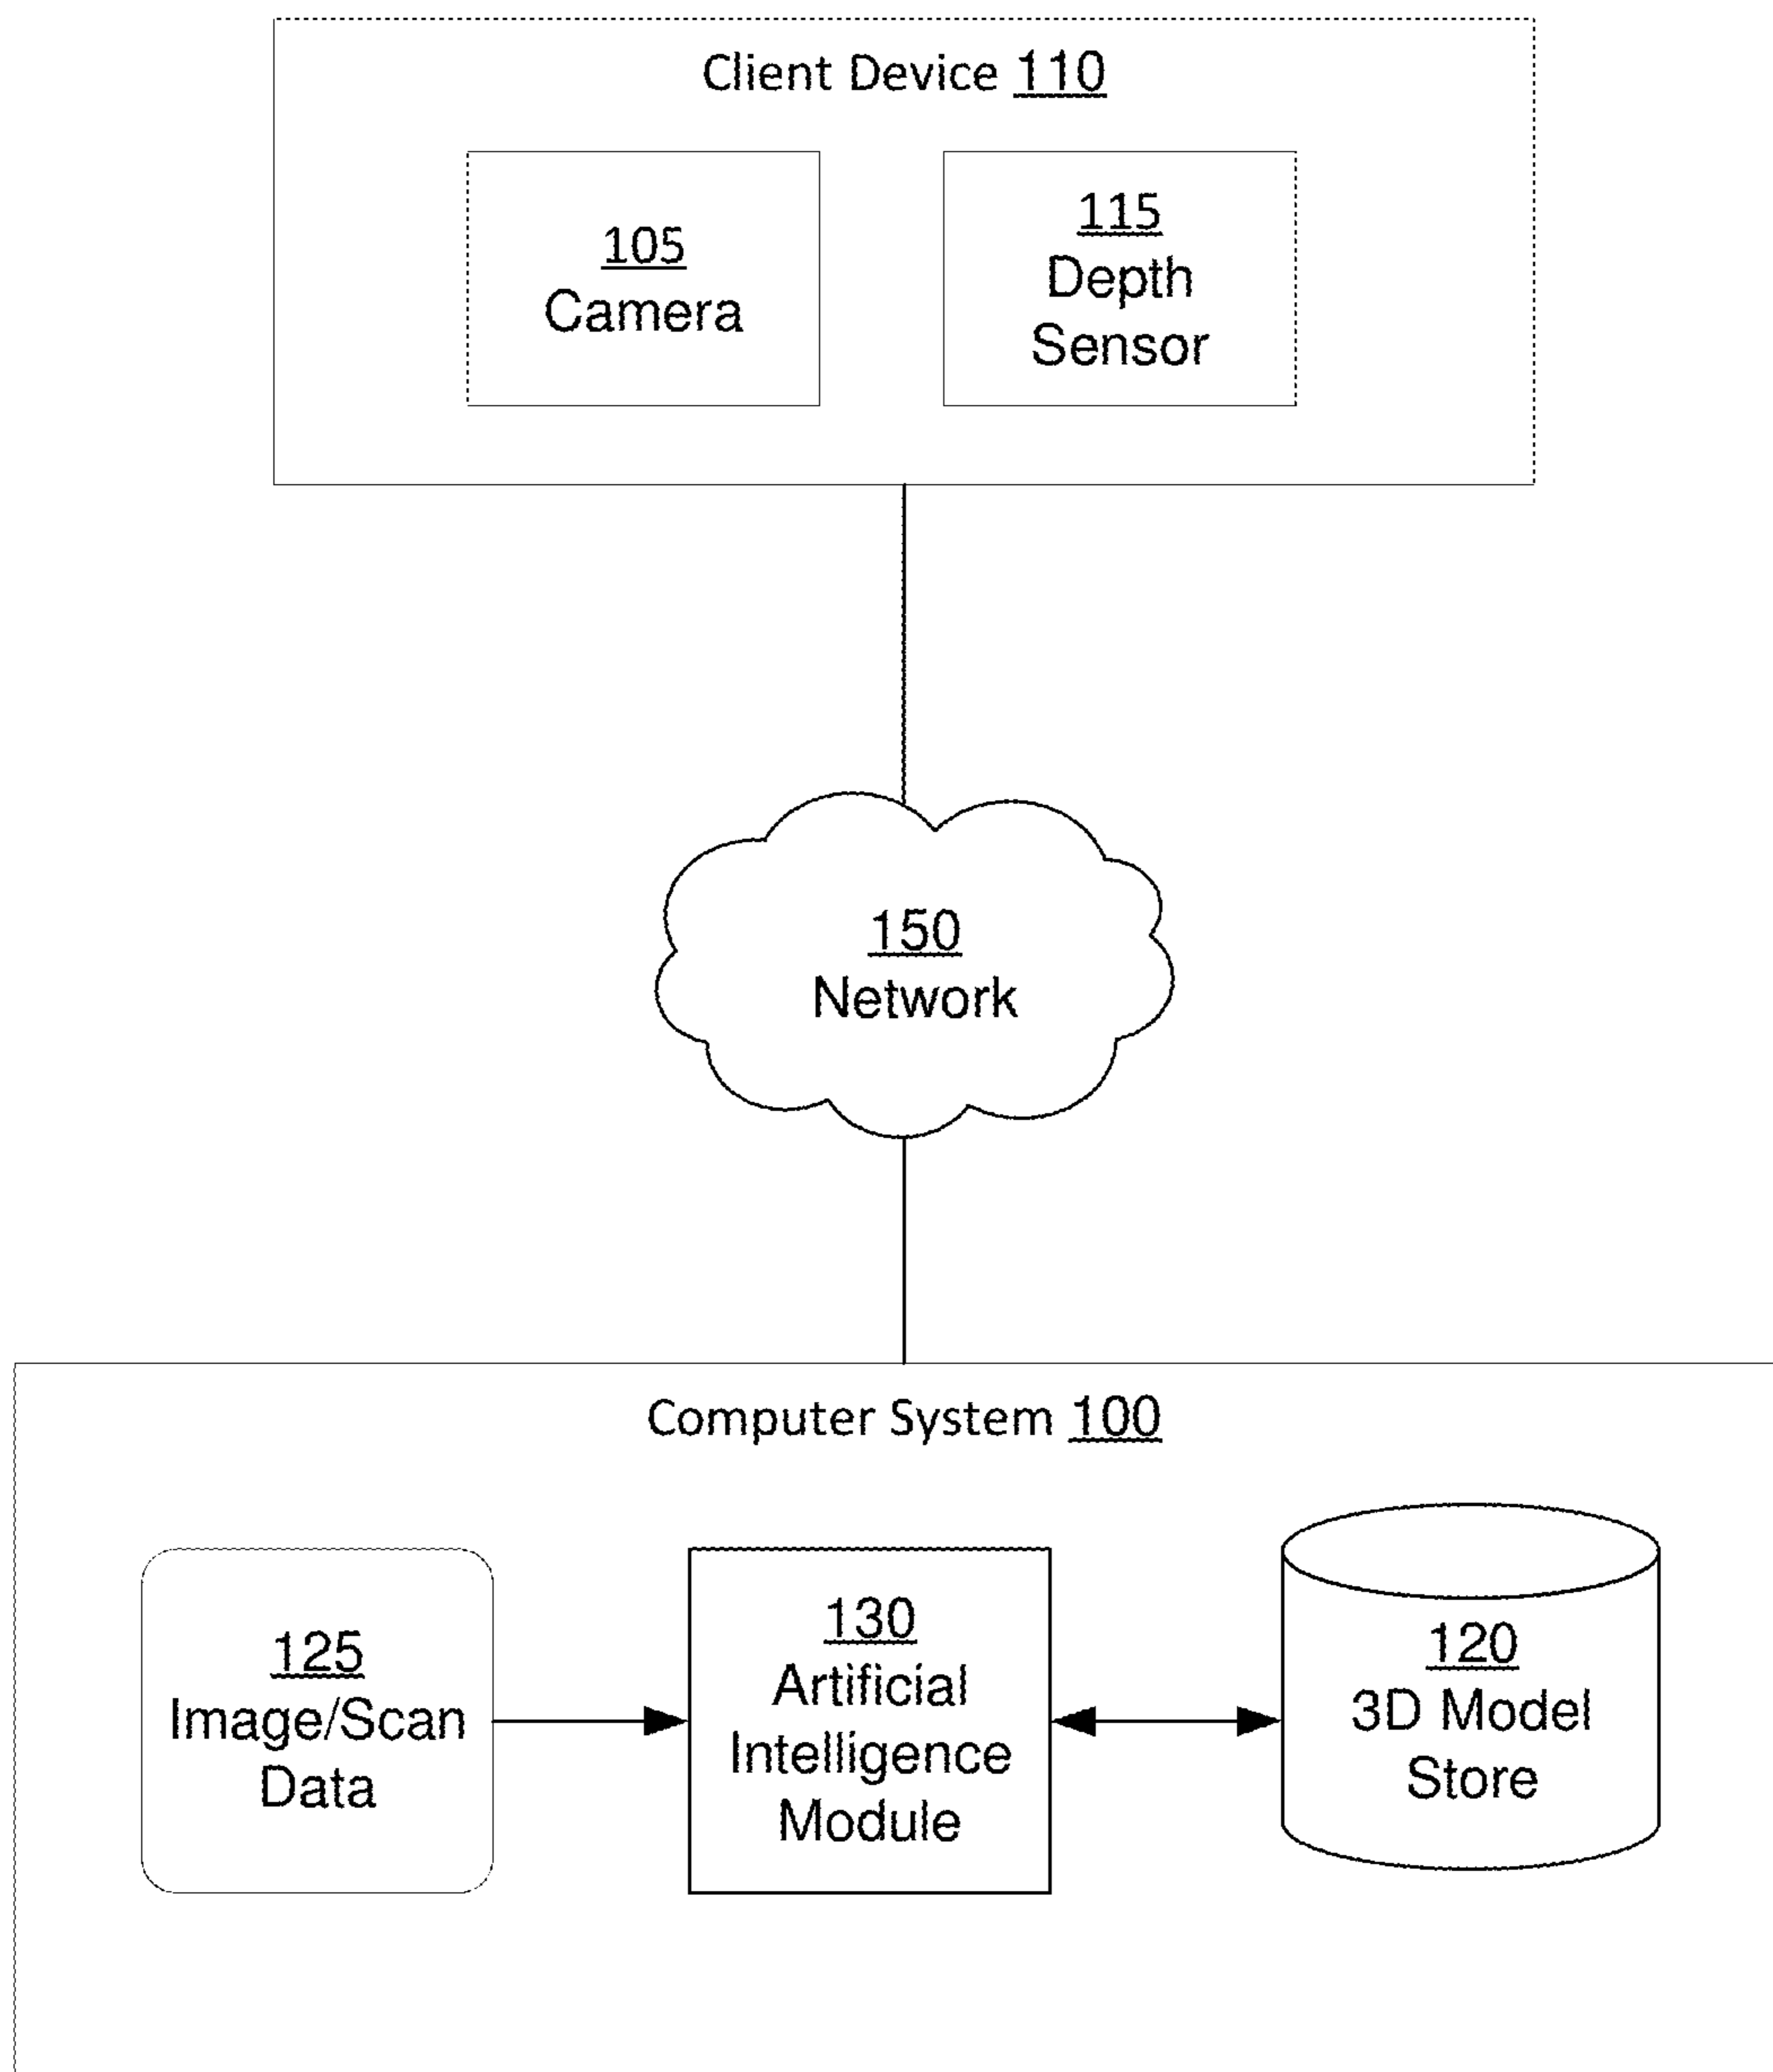 Client Device 110
105
Camera
115
Depth
Sensor
150
Network
Computer System 100
125
Image/Scan
Data
130
Artificial
Intelligence
Module
120
3D Model
Store